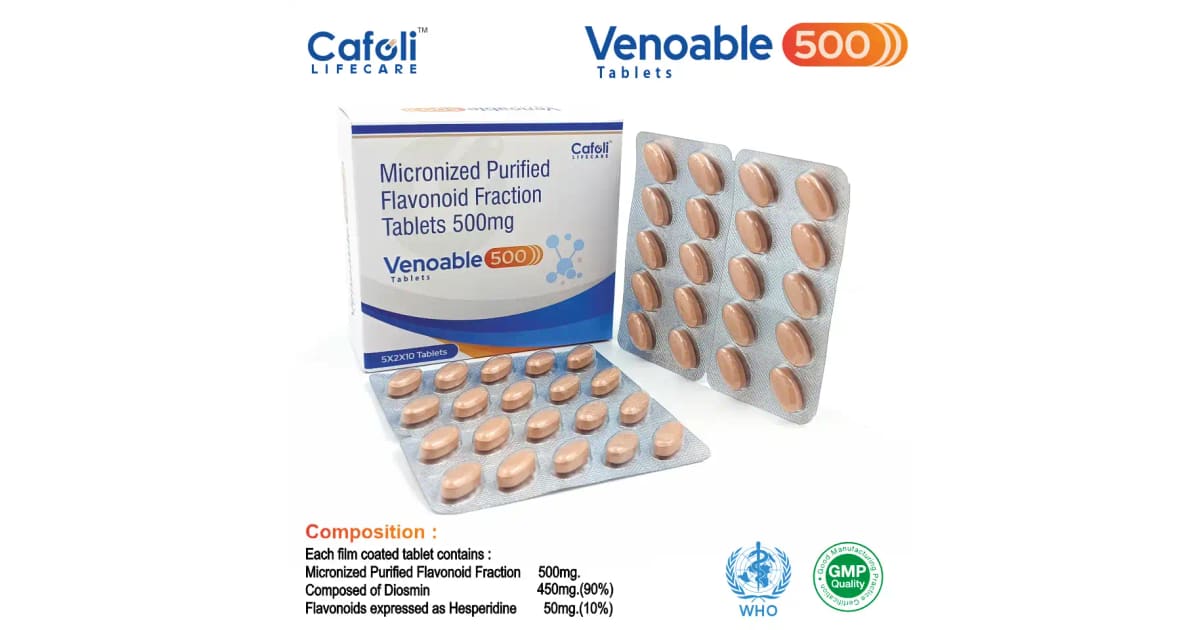 Cafoli™
LIFECARE
Venoable 500
Tablets
Venoable
Cafoli™
LIFECARE
Micronized Purified
Flavonoid Fraction
Tablets 500mg
Venoable 500
Tablets
5X2X10 Tablets
Composition :
Each film coated tablet contains :
Micronized Purified Flavonoid Fraction 500mg.
Composed of Diosmin 450mg.(90%)
Flavonoids expressed as Hesperidine 50mg.(10%)
WHO
Good Manufacturing
Practice Certification
GMP
Quality